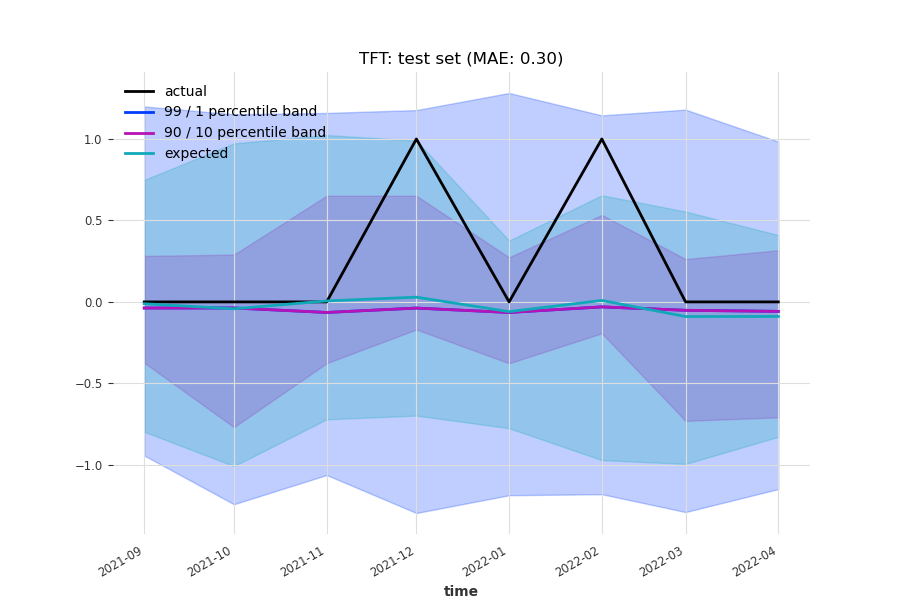 TFT: test set (MAE: 0.30)
actual
99 / 1 percentile band
90 / 10 percentile band
expected
1.0
0.5
0.0
−0.5
−1.0
2021-09
2021-10
2021-11
2021-12
2022-01
2022-02
2022-03
2022-04
time